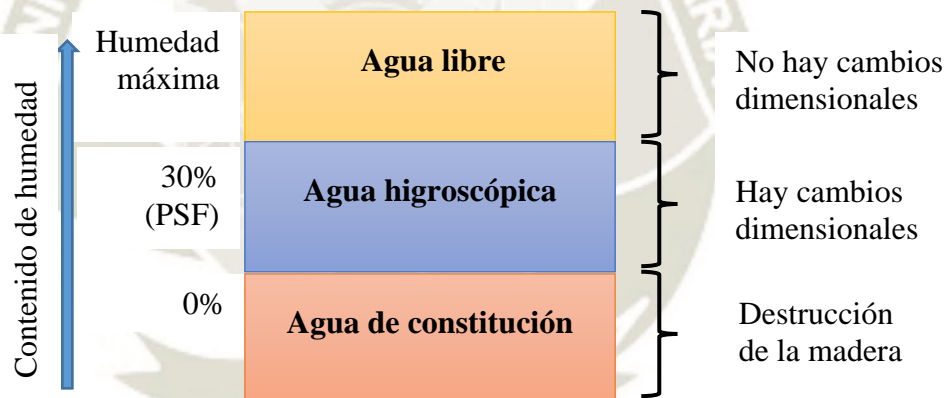 Contenido de humedad
Humedad
máxima
Agua libre
No hay cambios
dimensionales
30%
(PSF)
Agua higroscópica
Hay cambios
dimensionales
0%
Agua de constitución
Destrucción
de la madera